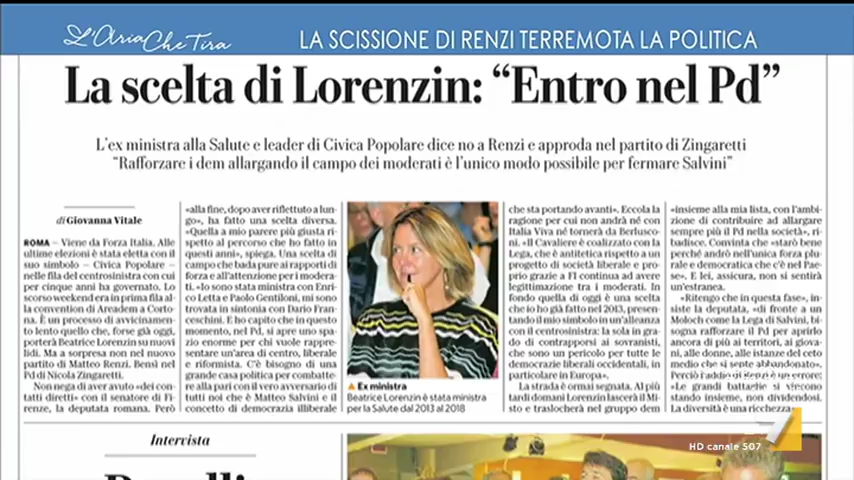 L'Aria Che Tira
LA SCISSIONE DI RENZI TERREMOTA LA POLITICA
La scelta di Lorenzin: “Entro nel Pd”
L'ex ministra alla Salute e leader di Civica Popolare dice no a Renzi e approda nel partito di Zingaretti
“Rafforzare i dem allargando il campo dei moderati è l'unico modo possibile per fermare Salvini”
di Giovanna Vitale
ROMA – Viene da Forza Italia. Alle
ultime elezioni è stata eletta con il
suo simbolo – Civica Popolare –
nelle fila del centrosinistra con cui
per cinque anni ha governato. Lo
scorso weekend era in prima fila al-
la convention di Areadem a Corto-
na. È un processo di avvicinamen-
to lento quello che, forse già oggi,
porterà Beatrice Lorenzin su nuovi
lidi. Ma a sorpresa non nel nuovo
partito di Matteo Renzi. Bensì nel
Pd di Nicola Zingaretti.
Non nega di aver avuto «dei con-
tatti diretti» con il senatore di Fi-
renze, la deputata romana. Però
«alla fine, dopo aver riflettuto a lun-
go», ha fatto una scelta diversa.
«Quella a mio parere più giusta ri-
spetto al percorso che ho fatto in
questi anni», spiega. Una scelta di
campo che bada pure ai rapporti di
forza e all'attenzione per i modera-
ti. «Io sono stata ministra con En-
rico Letta e Paolo Gentiloni, mi sono
trovata in sintonia con Dario Fran-
ceschini. E ho capito che in questo
momento, nel Pd, si apre uno spa-
zio enorme per chi vuole rappre-
sentare un'area di centro, liberale
e riformista. C'è bisogno di una
grande casa politica per combatte-
re alla pari con il vero avversario di
tutti noi che è Matteo Salvini e il
concetto di democrazia illiberale
Ex ministra
Beatrice Lorenzin è stata ministra
per la Salute dal 2013 al 2018
che sta portando avanti». Eccola la
ragione per cui non andrà né con
Italia Viva né tornerà da Berlusco-
ni. «Il Cavaliere è coalizzato con la
Lega, che è antitetica rispetto a un
progetto di società liberale e pro-
prio grazie a FI continua ad avere
legittimazione tra i moderati. In
fondo quella di oggi è una scelta
che io ho già fatto nel 2013, presen-
tando il mio simbolo in un'alleanza
con il centrosinistra: la sola in gra-
do di contrapporsi ai sovranisti,
che sono un pericolo per tutte le
democrazie liberali occidentali, in
particolare in Europa».
La strada è ormai segnata. Al più
tardi domani Lorenzin lascerà il Mi-
sto e traslocherà nel gruppo dem
«insieme alla mia lista, con l'ambi-
zione di contribuire ad allargare
sempre più il Pd nella società», ri-
badisce. Convinta che «starò bene
perché andrò nell'unica forza plura-
le e democratica che c'è nel Pae-
se». E lei, assicura, non si sentirà
un'estranea.
«Ritengo che in questa fase», in-
siste la deputata, «di fronte a un
Moloch come la Lega di Salvini, bi-
sogna rafforzare il Pd per aprirlo
ancora di più ai territori, ai giova-
ni, alle donne, alle istanze del ceto
medio che si sente abbandonato».
Perciò
«Le grandi battaglie si vincono
stando insieme, non dividendosi.
La diversità è una ricchezza
Intervista
HD canale 507